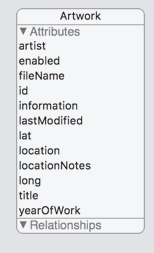 Artwork
▼ Attributes
artist
enabled
fileName
id
information
lastModified
lat
location
locationNotes
long
title
yearOfWork
▼ Relationships